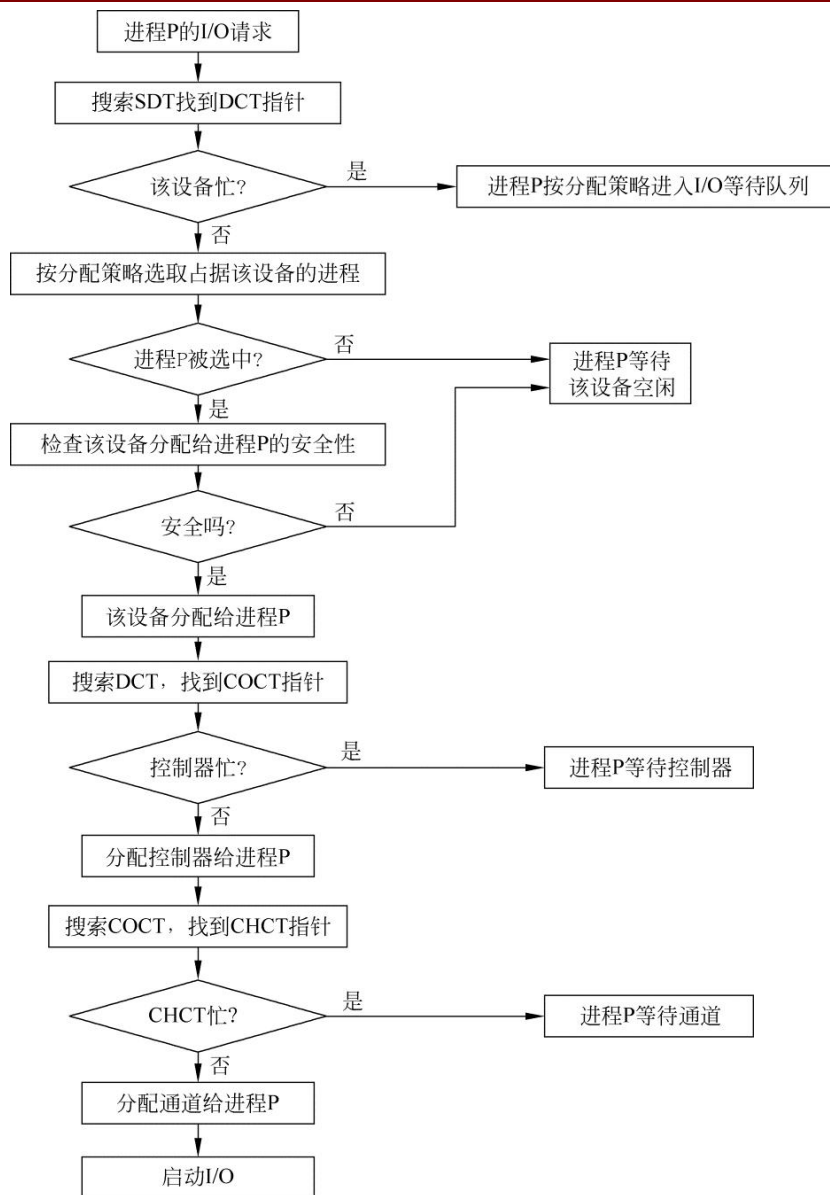 进程P的I/O请求
搜索SDT找到DCT指针
该设备忙?
是
进程P按分配策略进入I/O等待队列
否
按分配策略选取占据该设备的进程
进程P被选中?
否
进程P等待
该设备空闲
是
检查该设备分配给进程P的安全性
安全吗?
否
是
该设备分配给进程P
搜索DCT，找到COCT指针
控制器忙?
是
进程P等待控制器
否
分配控制器给进程P
搜索COCT，找到CHCT指针
CHCT忙?
是
进程P等待通道
否
分配通道给进程P
启动I/O